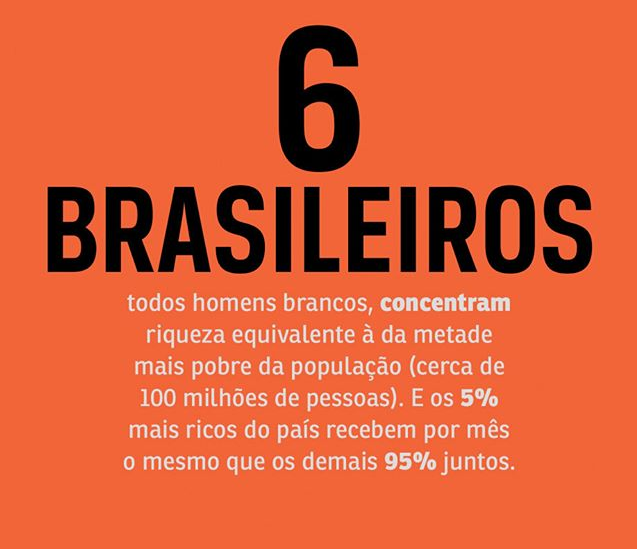 6
BRASILEIROS
todos homens brancos, concentram
riqueza equivalente à da metade
mais pobre da população (cerca de
100 milhões de pessoas). E os 5%
mais ricos do país recebem por mês
o mesmo que os demais 95% juntos.